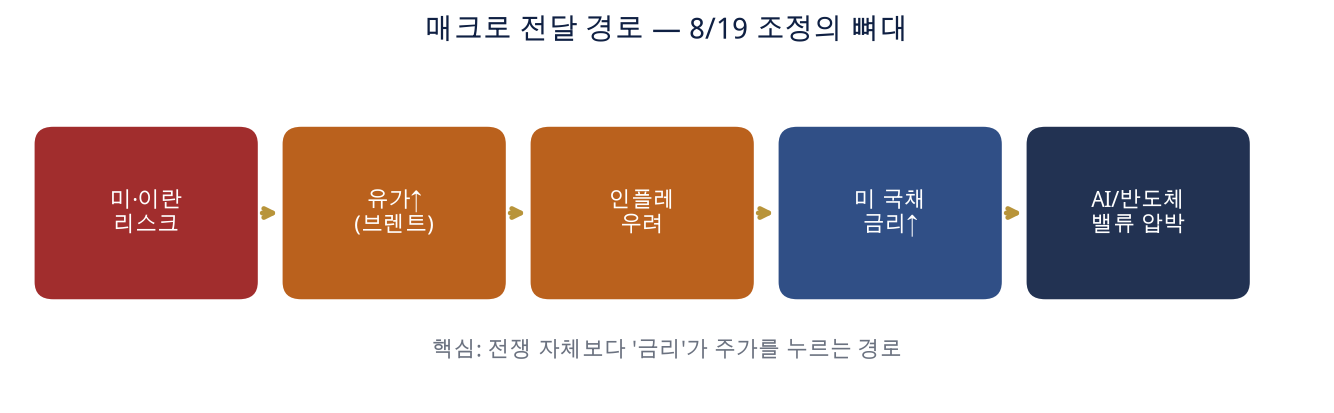 매크로 전달 경로 — 8/19 조정의 뼈대
미·이란
리스크
유가↑
(브렌트)
인플레
우려
미 국채
금리↑
AI/반도체
밸류 압박
핵심: 전쟁 자체보다 '금리'가 주가를 누르는 경로